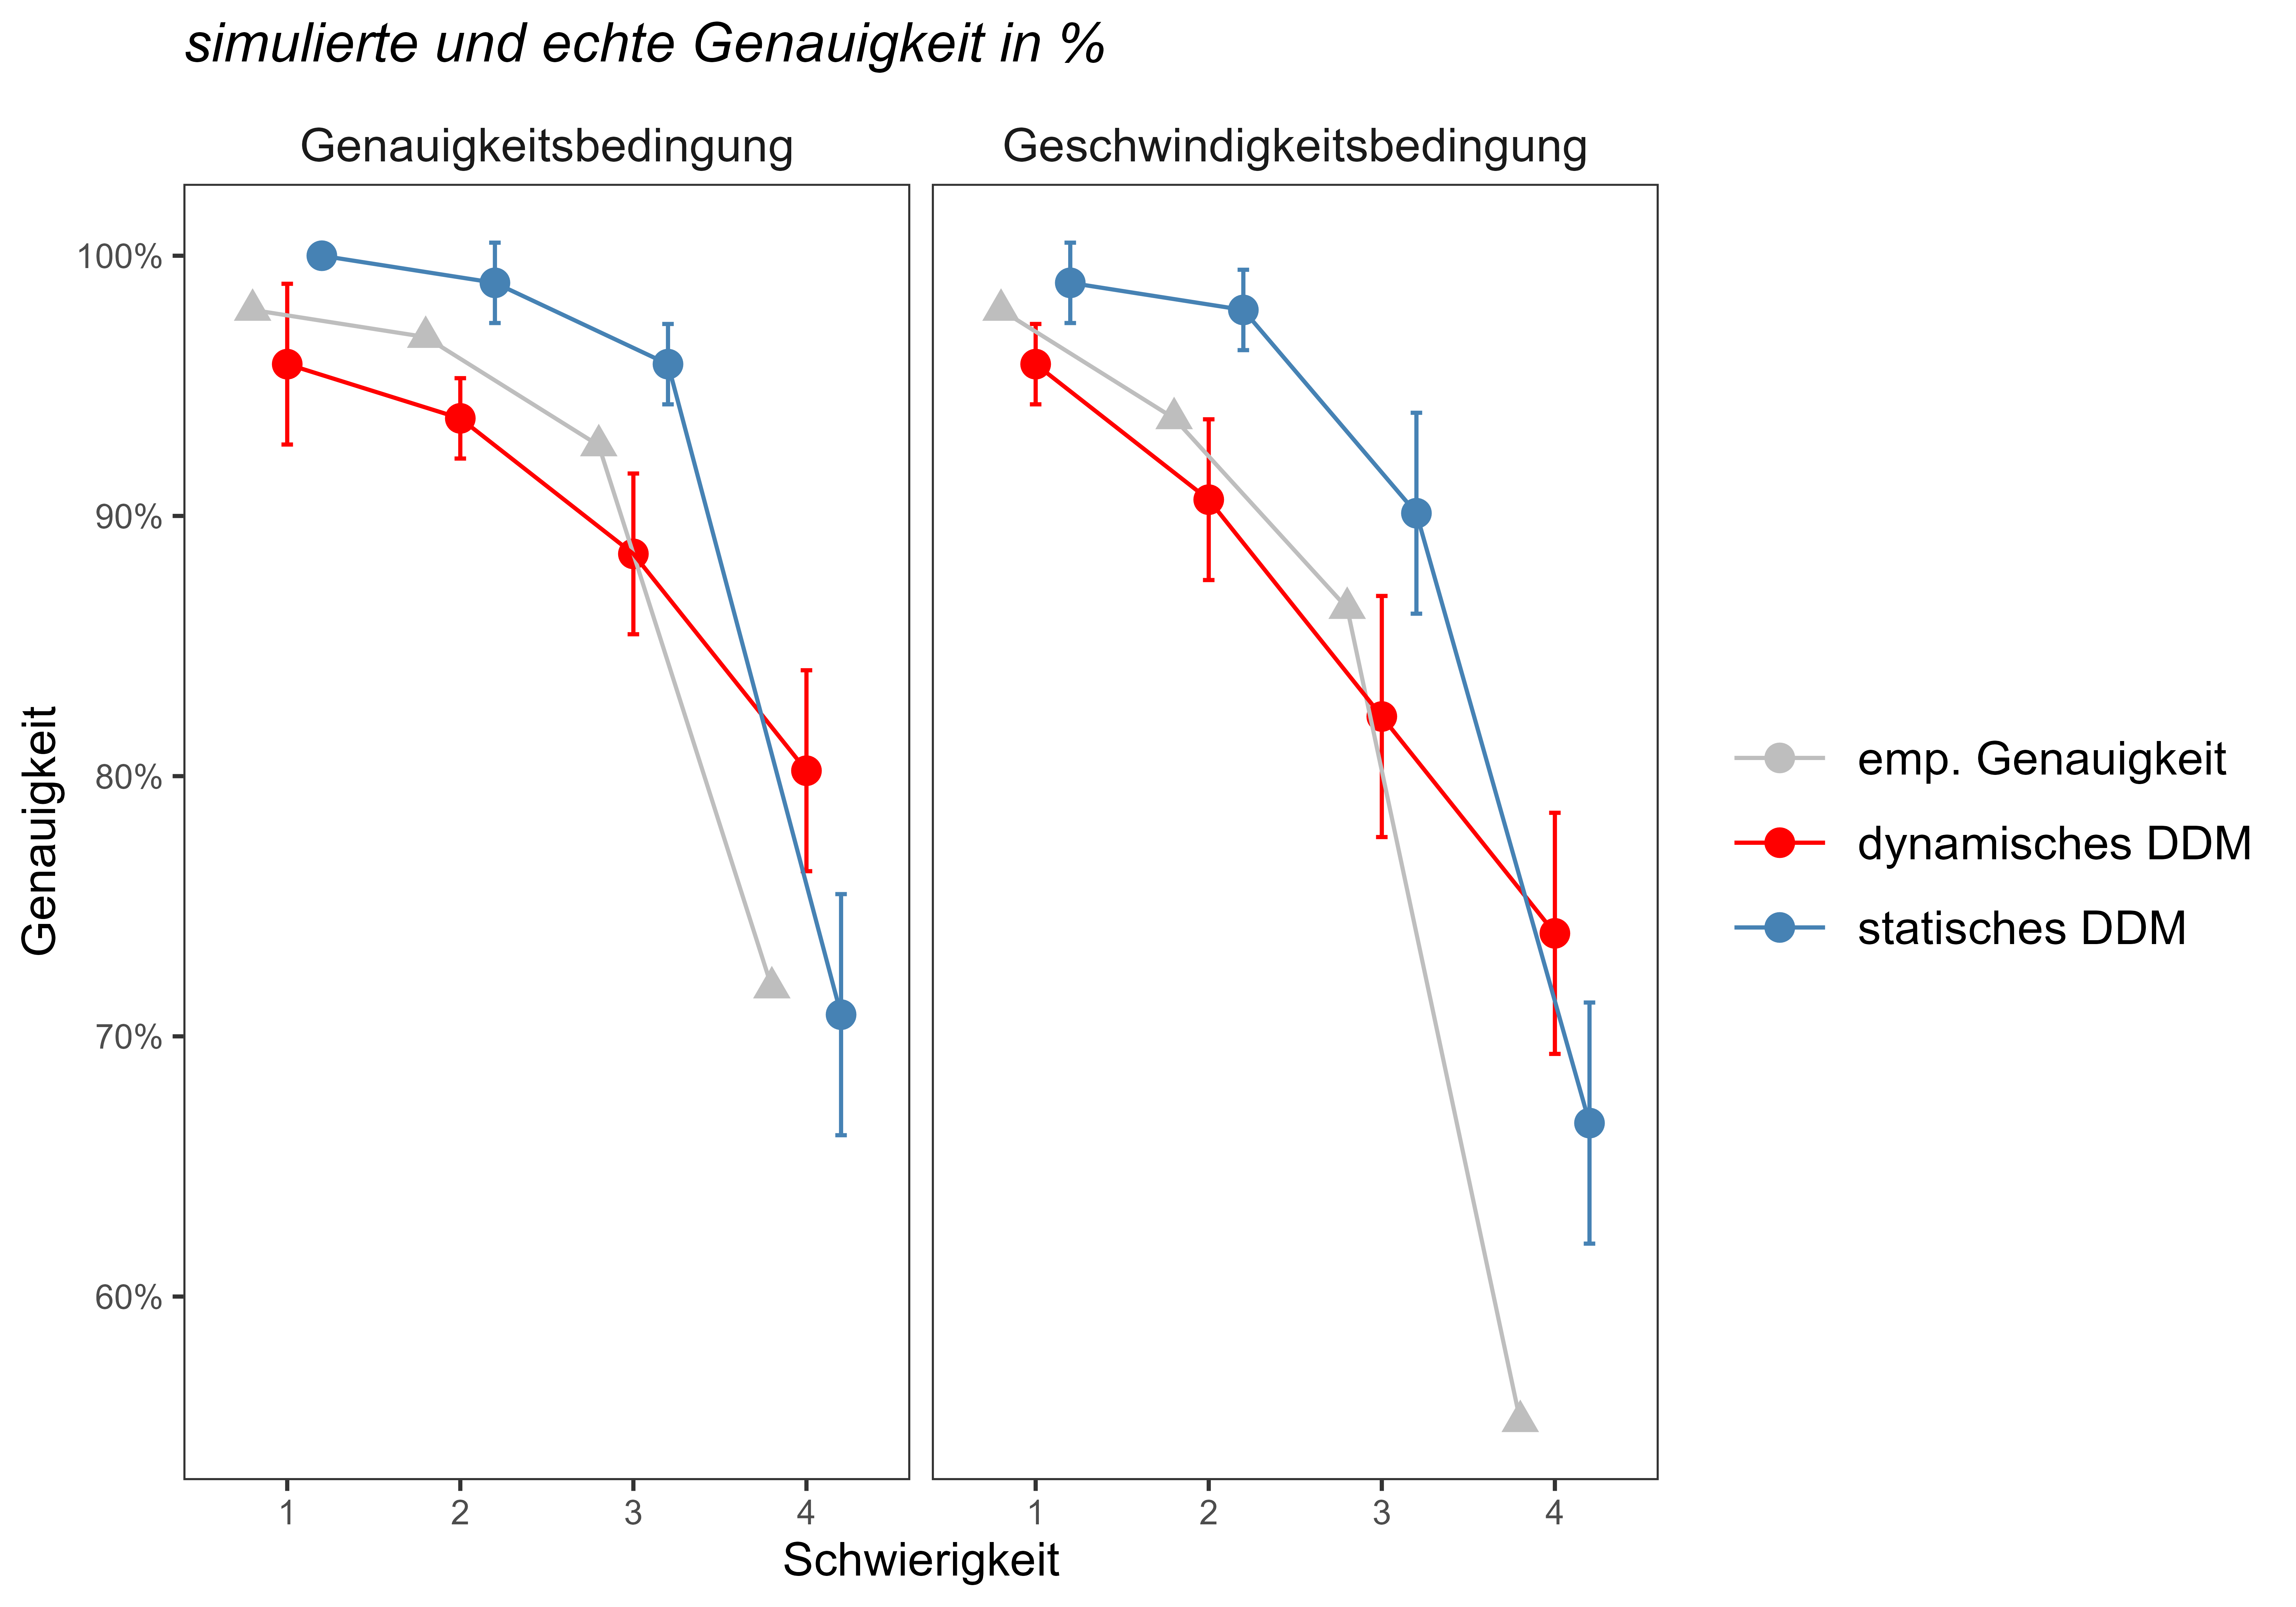 simulierte und echte Genauigkeit in %
Genauigkeitsbedingung
Geschwindigkeitsbedingung
100%
90%
80%
70%
60%
Genauigkeit
1 2 3 4
1 2 3 4
Schwierigkeit
emp. Genauigkeit
dynamisches DDM
statisches DDM